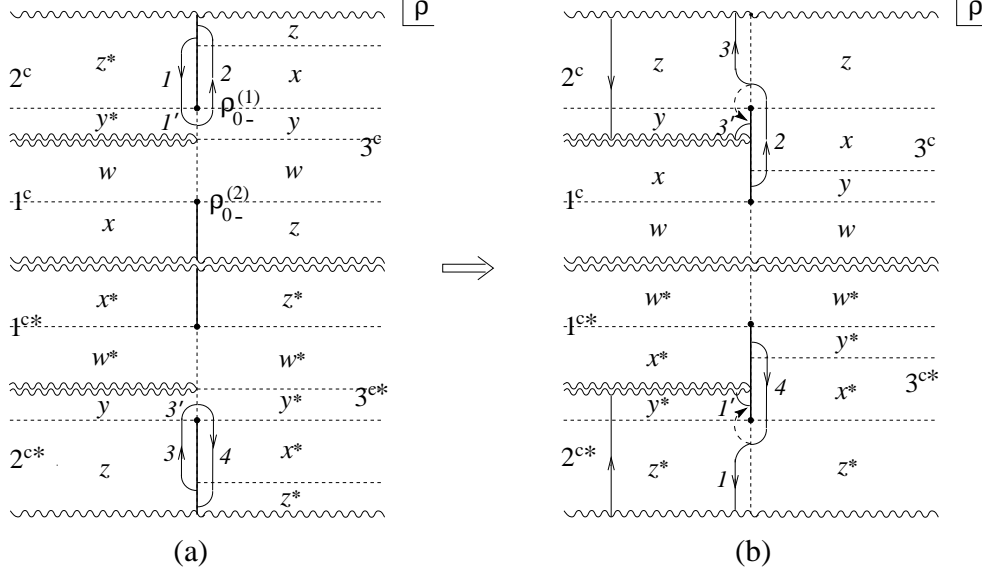 ρ ρ
z z* 1 2 x 2ᶜ ρ₀₋⁽¹⁾ y* 1′ y 3ᶜ
w w 1ᶜ ρ₀₋⁽²⁾ x z
x* z* 1ᶜ* w* w*
3ᶜ* y 3′ y* 2ᶜ* 3 4 x* z z*
(a)
3 z z 2ᶜ y 3′ 2 x 3ᶜ
x y 1ᶜ w w
w* w* 1ᶜ* y* x* 4 x* 3ᶜ*
y* 1′ 2ᶜ* z* 1 z*
(b)